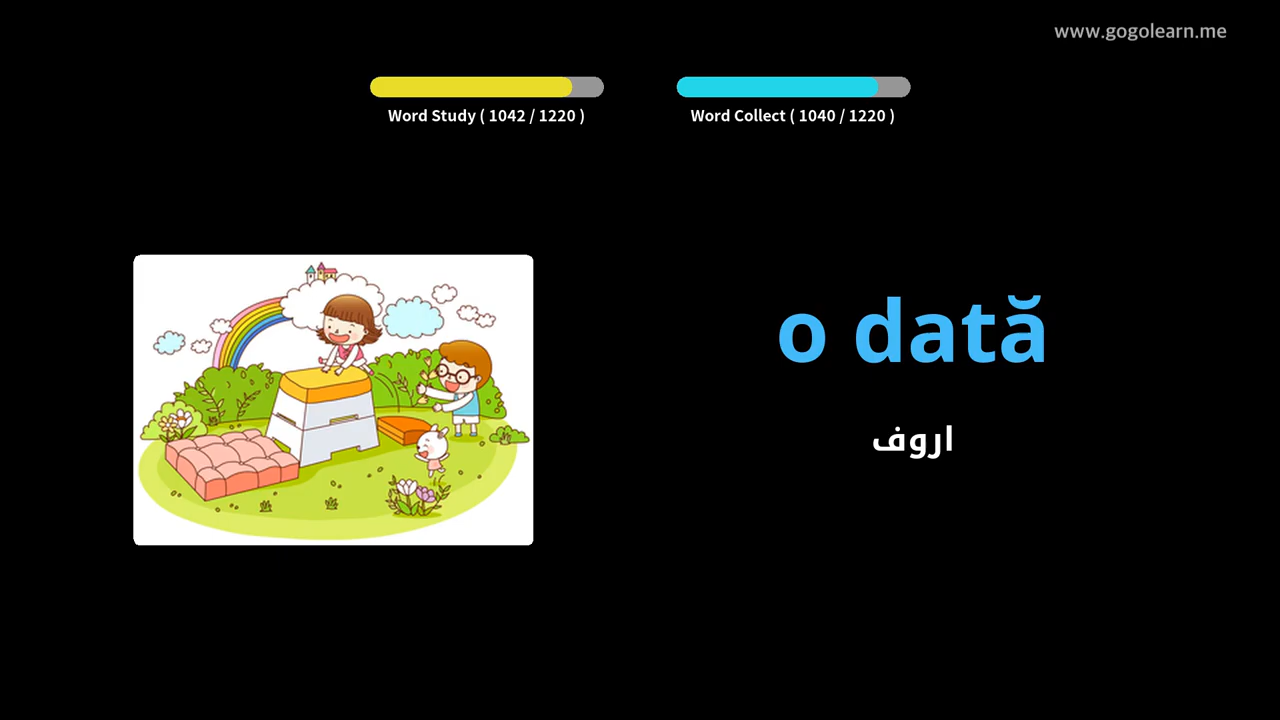 www.gogolearn.me
Word Study ( 1042 / 1220 )
Word Collect ( 1040 / 1220 )
o dată
اروف